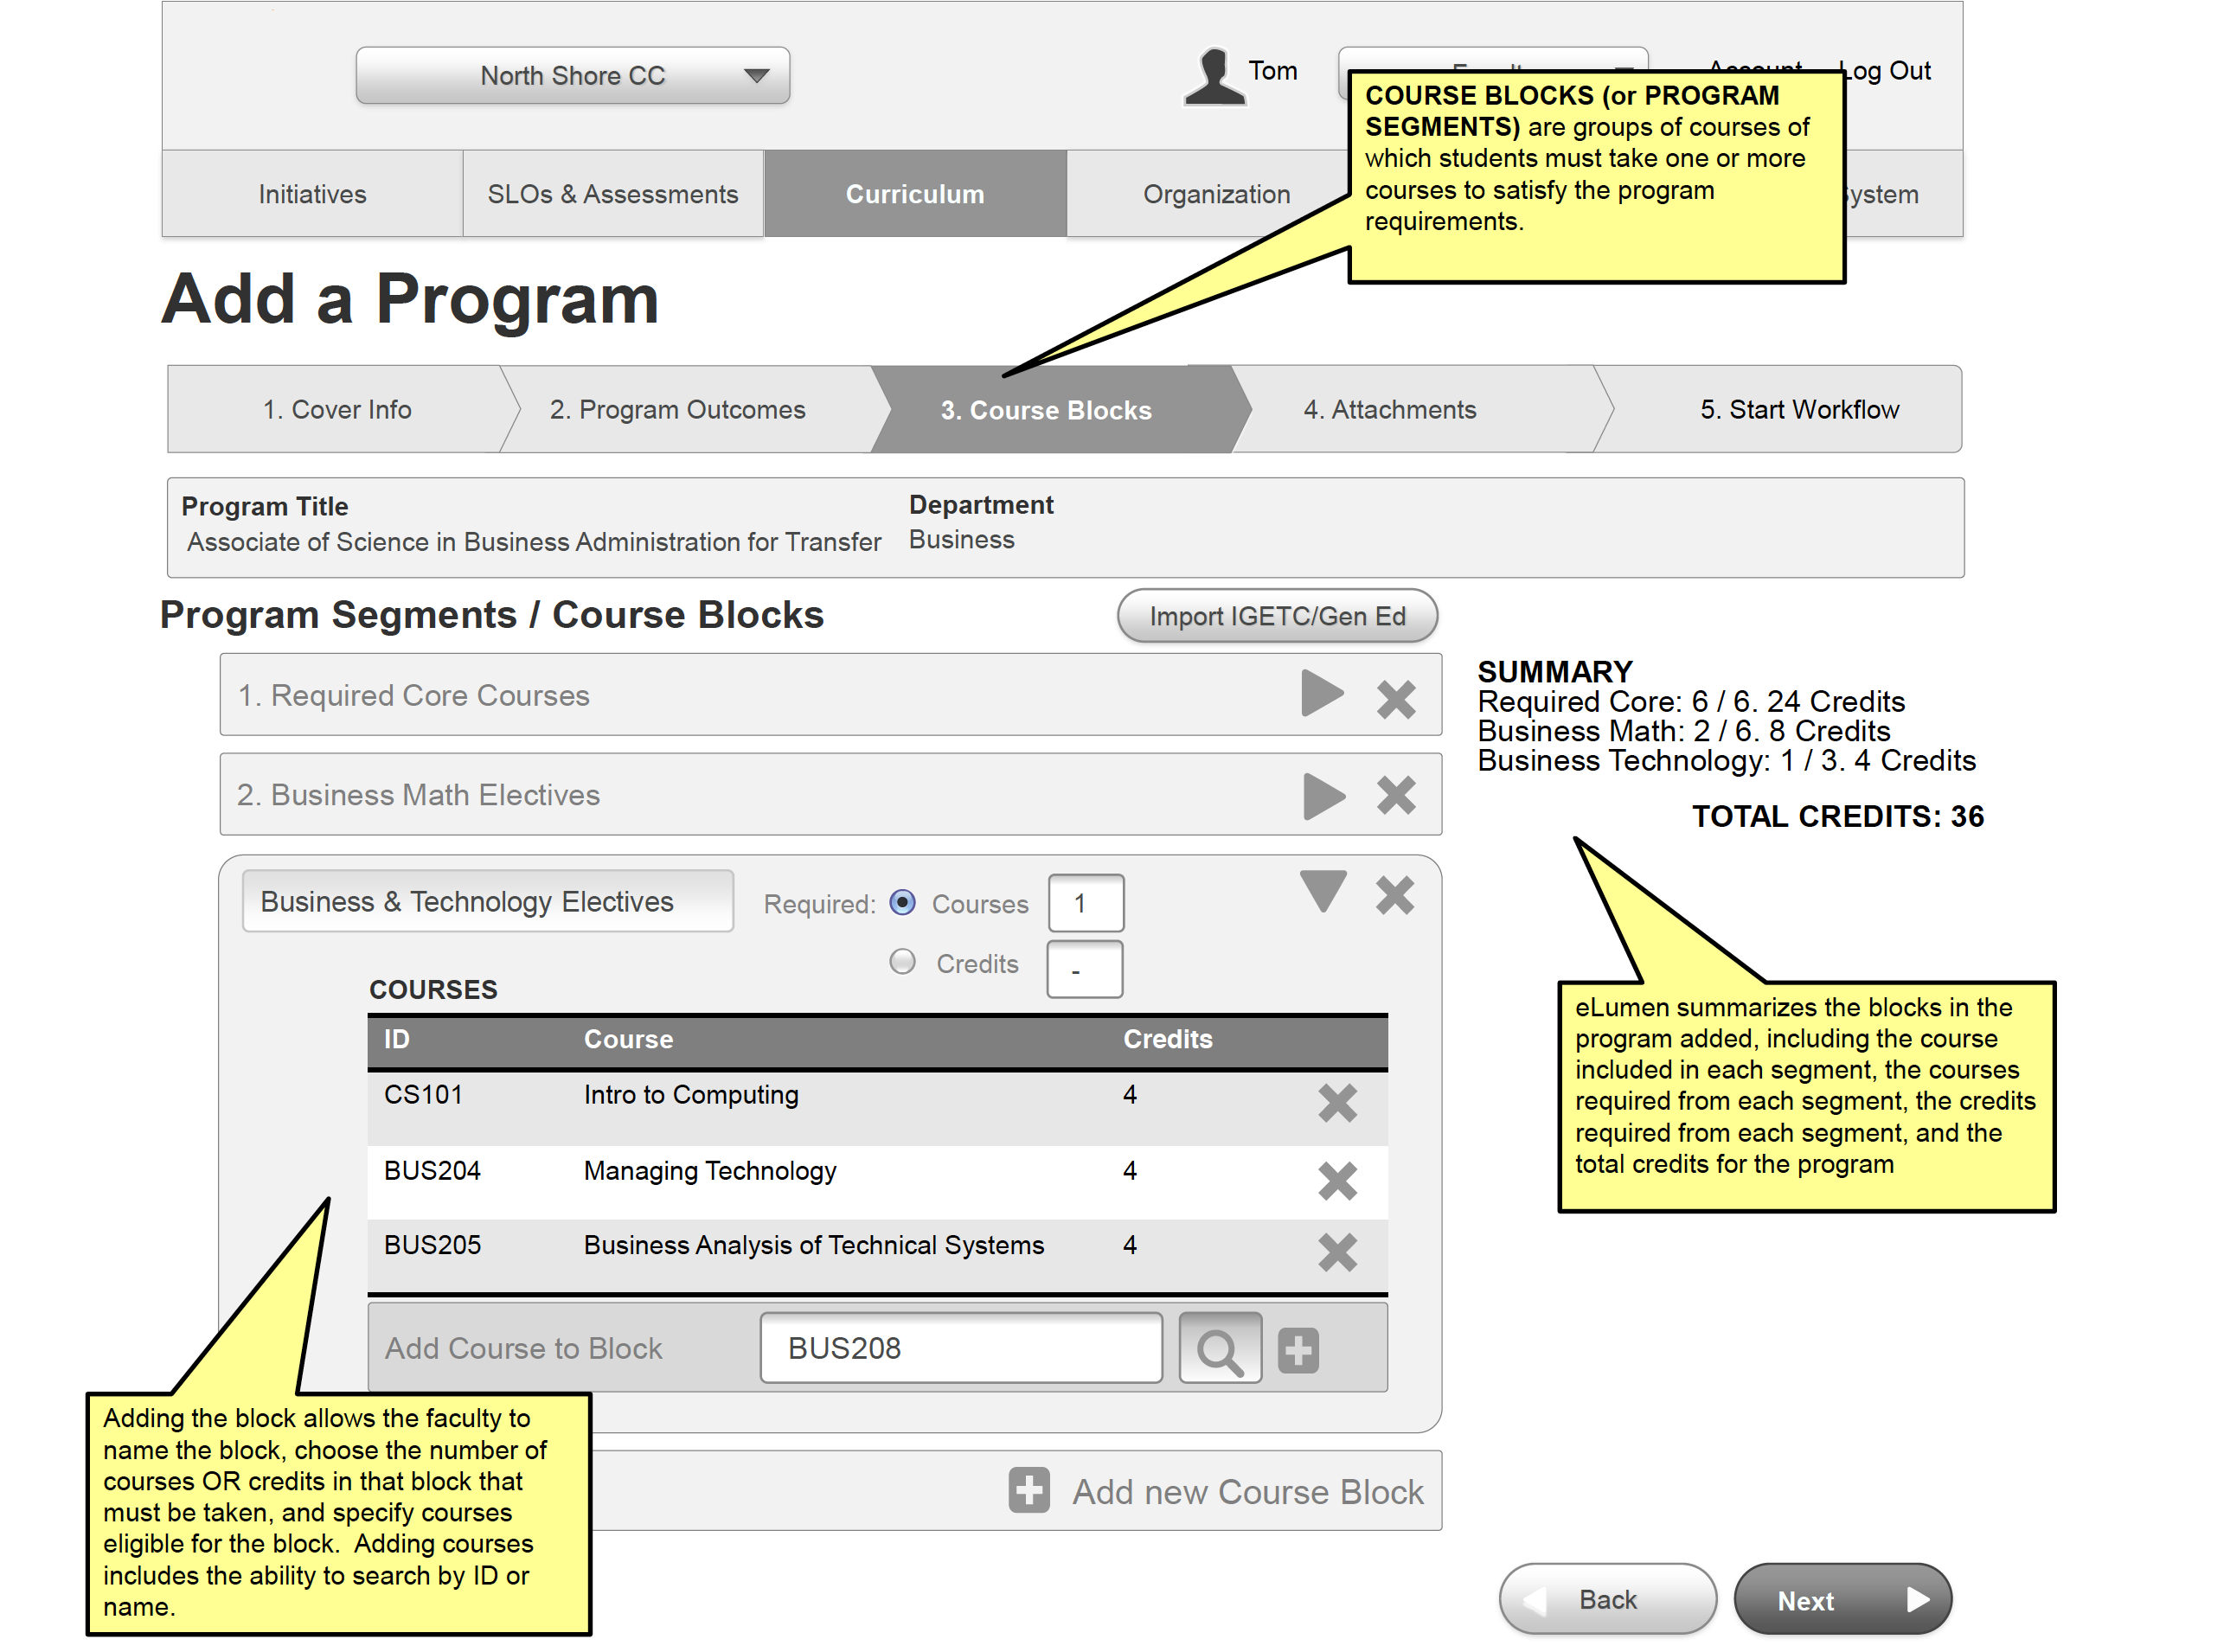 North Shore CC
Tom
Log Out
COURSE BLOCKS (or PROGRAM
SEGMENTS) are groups of courses of
which students must take one or more
courses to satisfy the program
requirements.
Initiatives
SLOs & Assessments
Curriculum
Organization
Add a Program
1. Cover Info
2. Program Outcomes
3. Course Blocks
4. Attachments
5. Start Workflow
Program Title
Department
Associate of Science in Business Administration for Transfer
Business
Program Segments / Course Blocks
Import IGETC/Gen Ed
1. Required Core Courses
2. Business Math Electives
SUMMARY
Required Core: 6 / 6. 24 Credits
Business Math: 2 / 6. 8 Credits
Business Technology: 1 / 3. 4 Credits
TOTAL CREDITS: 36
Business & Technology Electives
Required:
Courses
1
Credits
-
COURSES
ID Course Credits
CS101 Intro to Computing 4
BUS204 Managing Technology 4
BUS205 Business Analysis of Technical Systems 4
Add Course to Block
BUS208
eLumen summarizes the blocks in the
program added, including the course
included in each segment, the courses
required from each segment, the credits
required from each segment, and the
total credits for the program
Adding the block allows the faculty to
name the block, choose the number of
courses OR credits in that block that
must be taken, and specify courses
eligible for the block.  Adding courses
includes the ability to search by ID or
name.
Add new Course Block
Back
Next